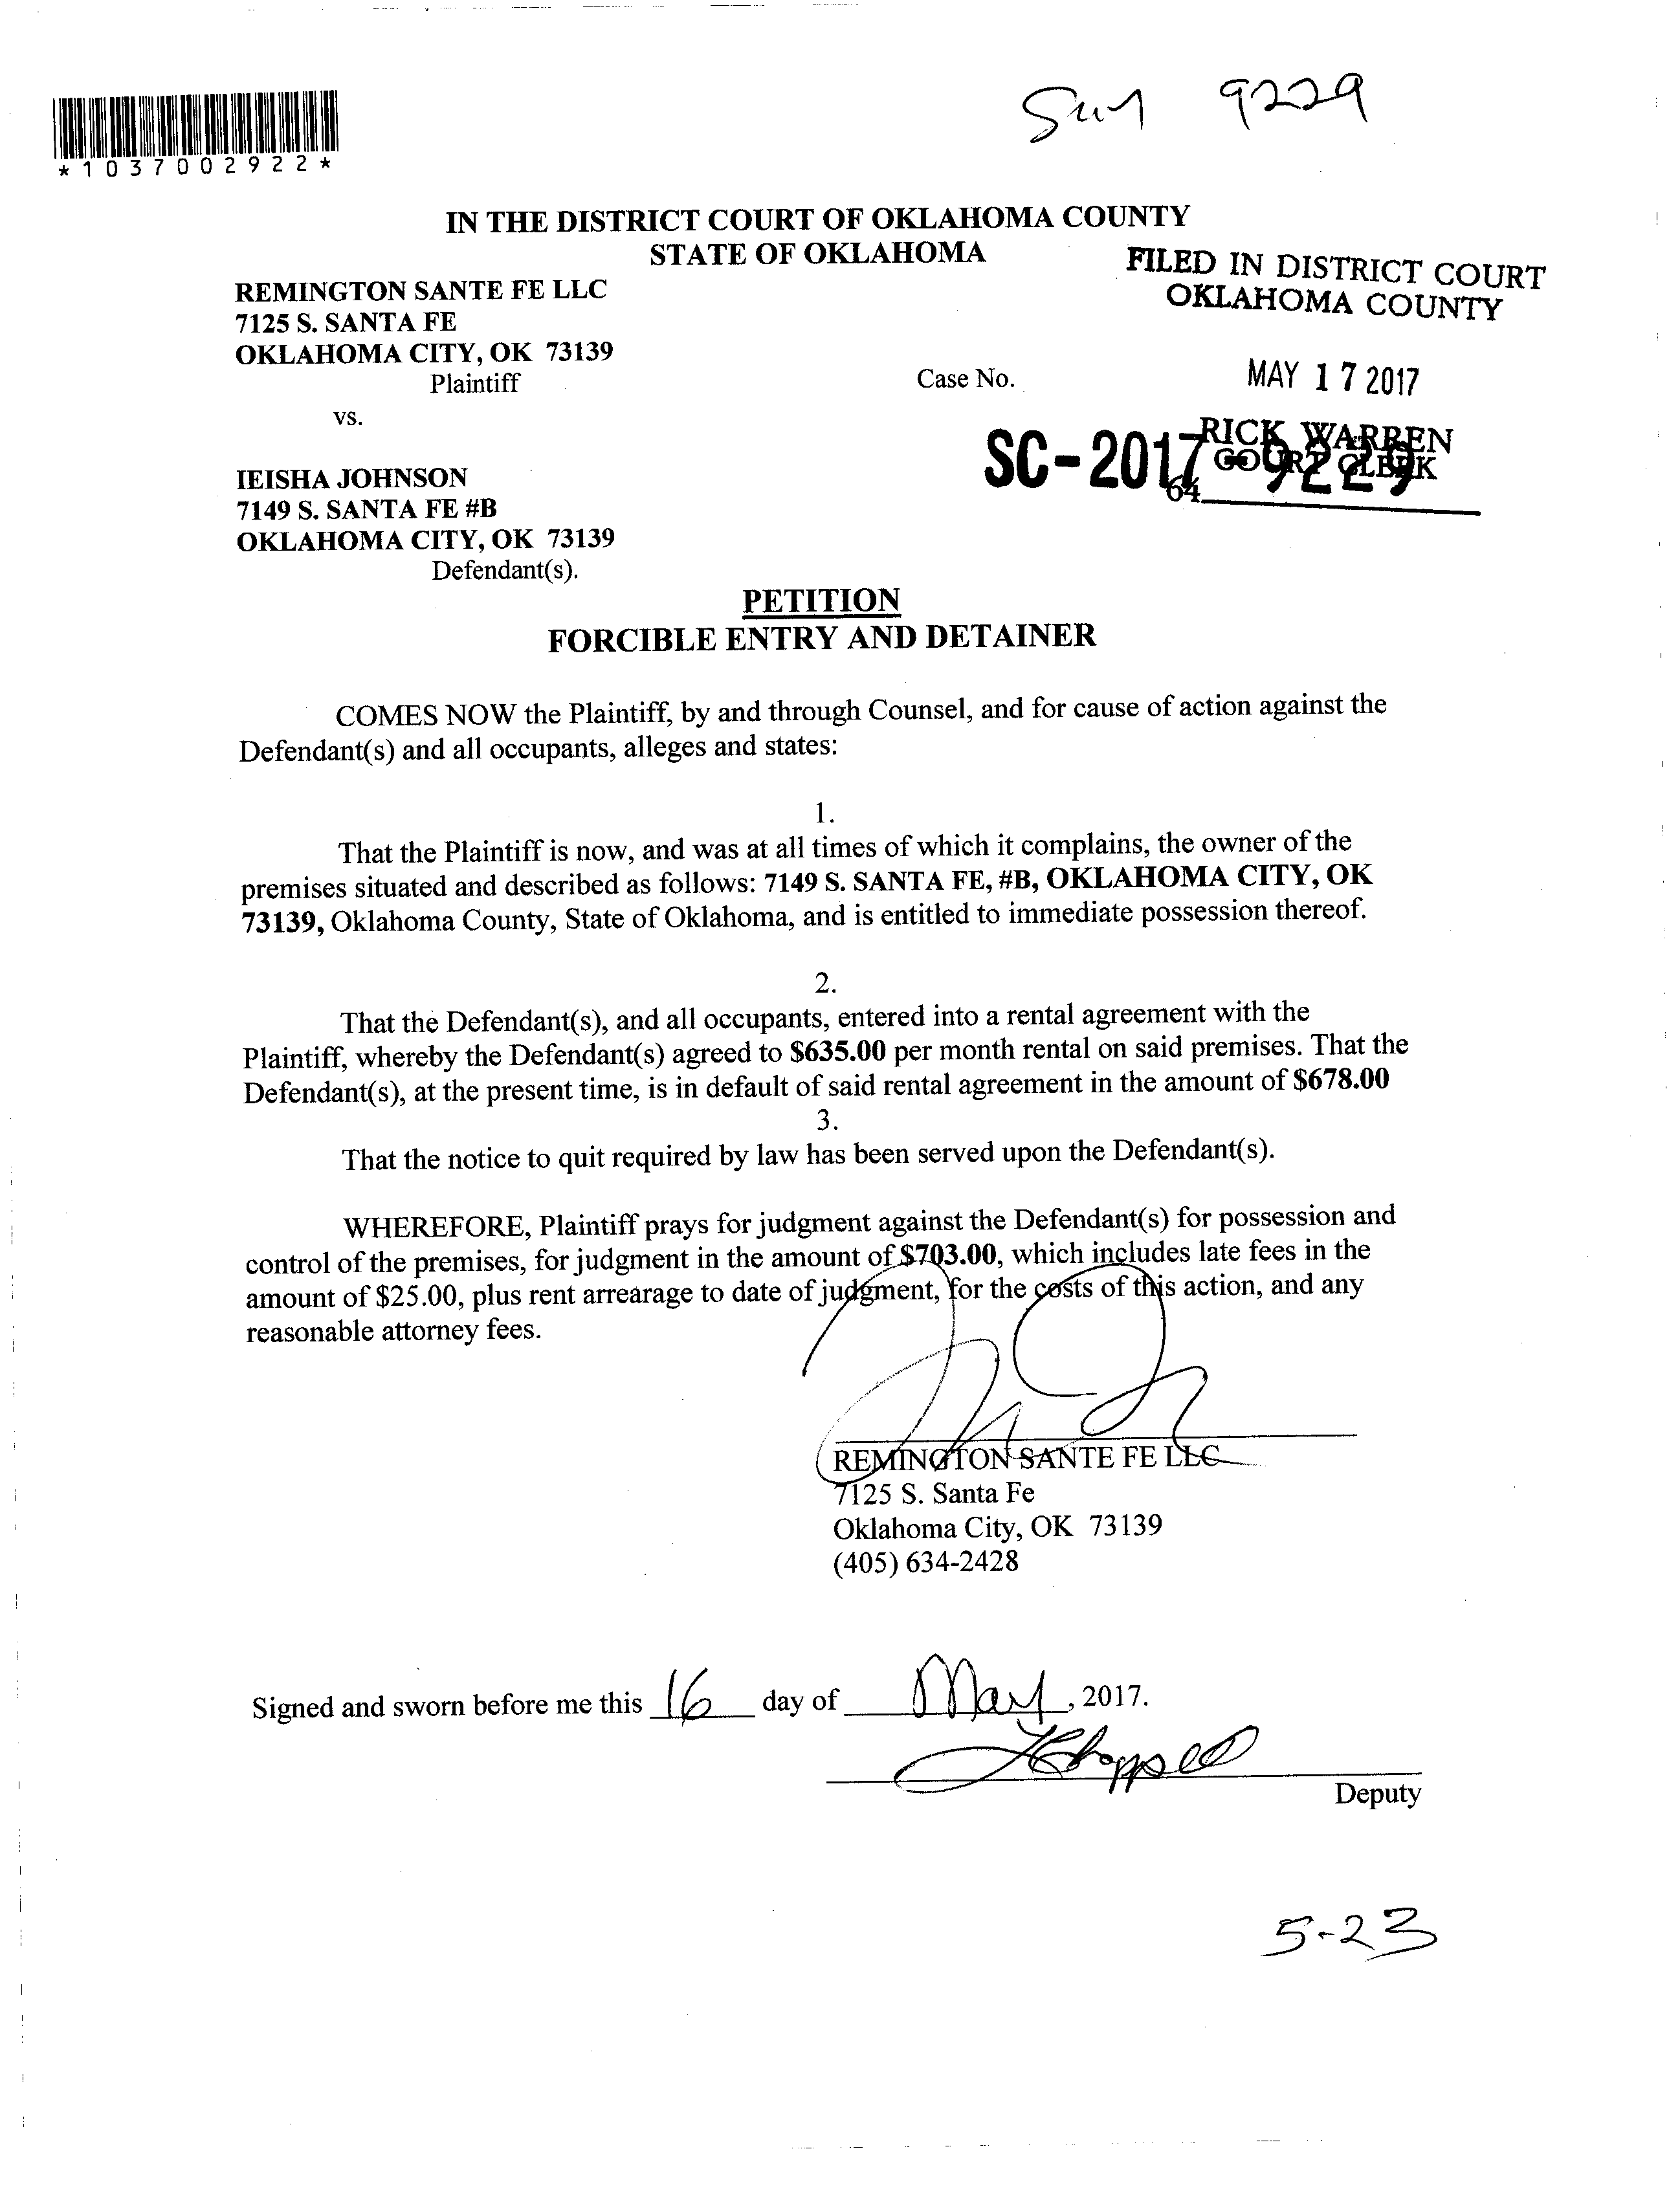 Sm 9229
*1037002922*
IN THE DISTRICT COURT OF OKLAHOMA COUNTY
STATE OF OKLAHOMA
FILED IN DISTRICT COURT
OKLAHOMA COUNTY
REMINGTON SANTE FE LLC
7125 S. SANTA FE
OKLAHOMA CITY, OK 73139
Plaintiff
Case No.
MAY 17 2017
vs.
RICK WARREN
COURT CLERK
SC-2017-9229
64
IEISHA JOHNSON
7149 S. SANTA FE #B
OKLAHOMA CITY, OK 73139
Defendant(s).
PETITION
FORCIBLE ENTRY AND DETAINER
COMES NOW the Plaintiff, by and through Counsel, and for cause of action against the
Defendant(s) and all occupants, alleges and states:
1.
That the Plaintiff is now, and was at all times of which it complains, the owner of the
premises situated and described as follows: 7149 S. SANTA FE, #B, OKLAHOMA CITY, OK
73139, Oklahoma County, State of Oklahoma, and is entitled to immediate possession thereof.
2.
That the Defendant(s), and all occupants, entered into a rental agreement with the
Plaintiff, whereby the Defendant(s) agreed to $635.00 per month rental on said premises. That the
Defendant(s), at the present time, is in default of said rental agreement in the amount of $678.00
3.
That the notice to quit required by law has been served upon the Defendant(s).
WHEREFORE, Plaintiff prays for judgment against the Defendant(s) for possession and
control of the premises, for judgment in the amount of $703.00, which includes late fees in the
amount of $25.00, plus rent arrearage to date of judgment, for the costs of this action, and any
reasonable attorney fees.
REMINGTON SANTE FE LLC
7125 S. Santa Fe
Oklahoma City, OK 73139
(405) 634-2428
Signed and sworn before me this 16 day of May, 2017.
Deputy
5-23